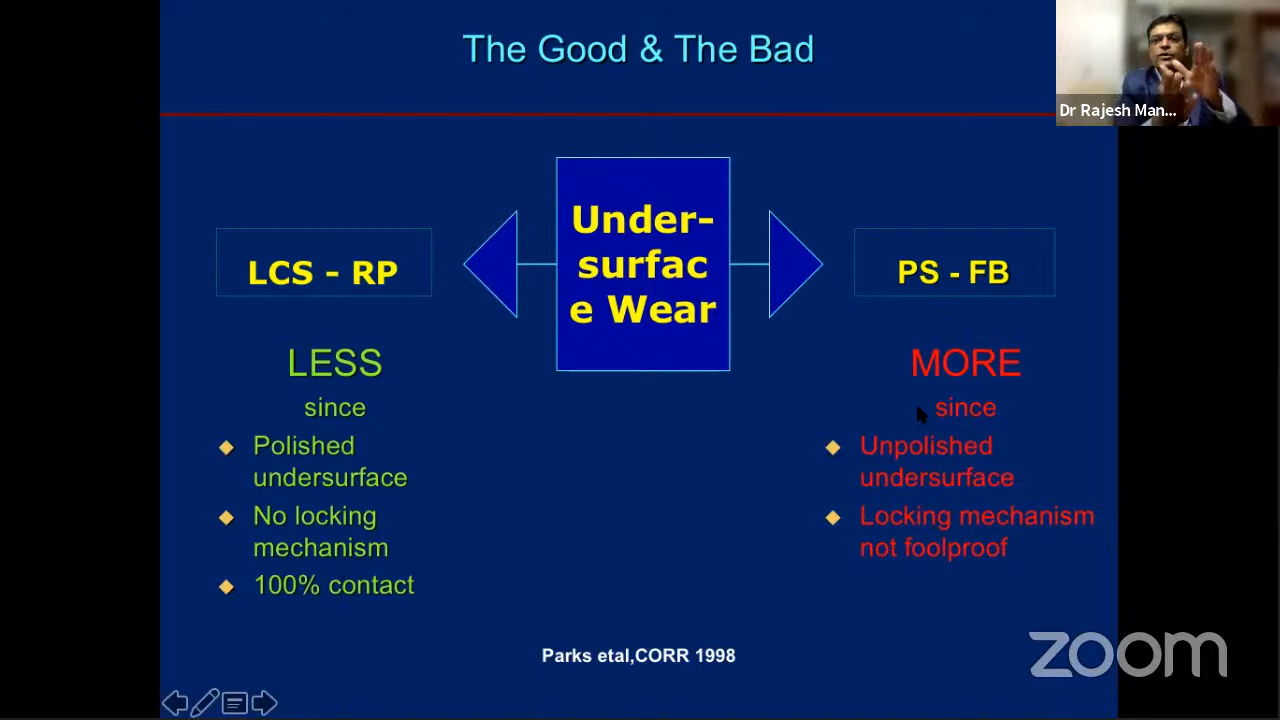 The Good & The Bad
Dr Rajesh Man...
Under-
surfac
e Wear
LCS – RP
PS - FB
LESS
since
Polished
undersurface
No locking
mechanism
100% contact
MORE
since
Unpolished
undersurface
Locking mechanism
not foolproof
Parks etal,CORR 1998
zoom